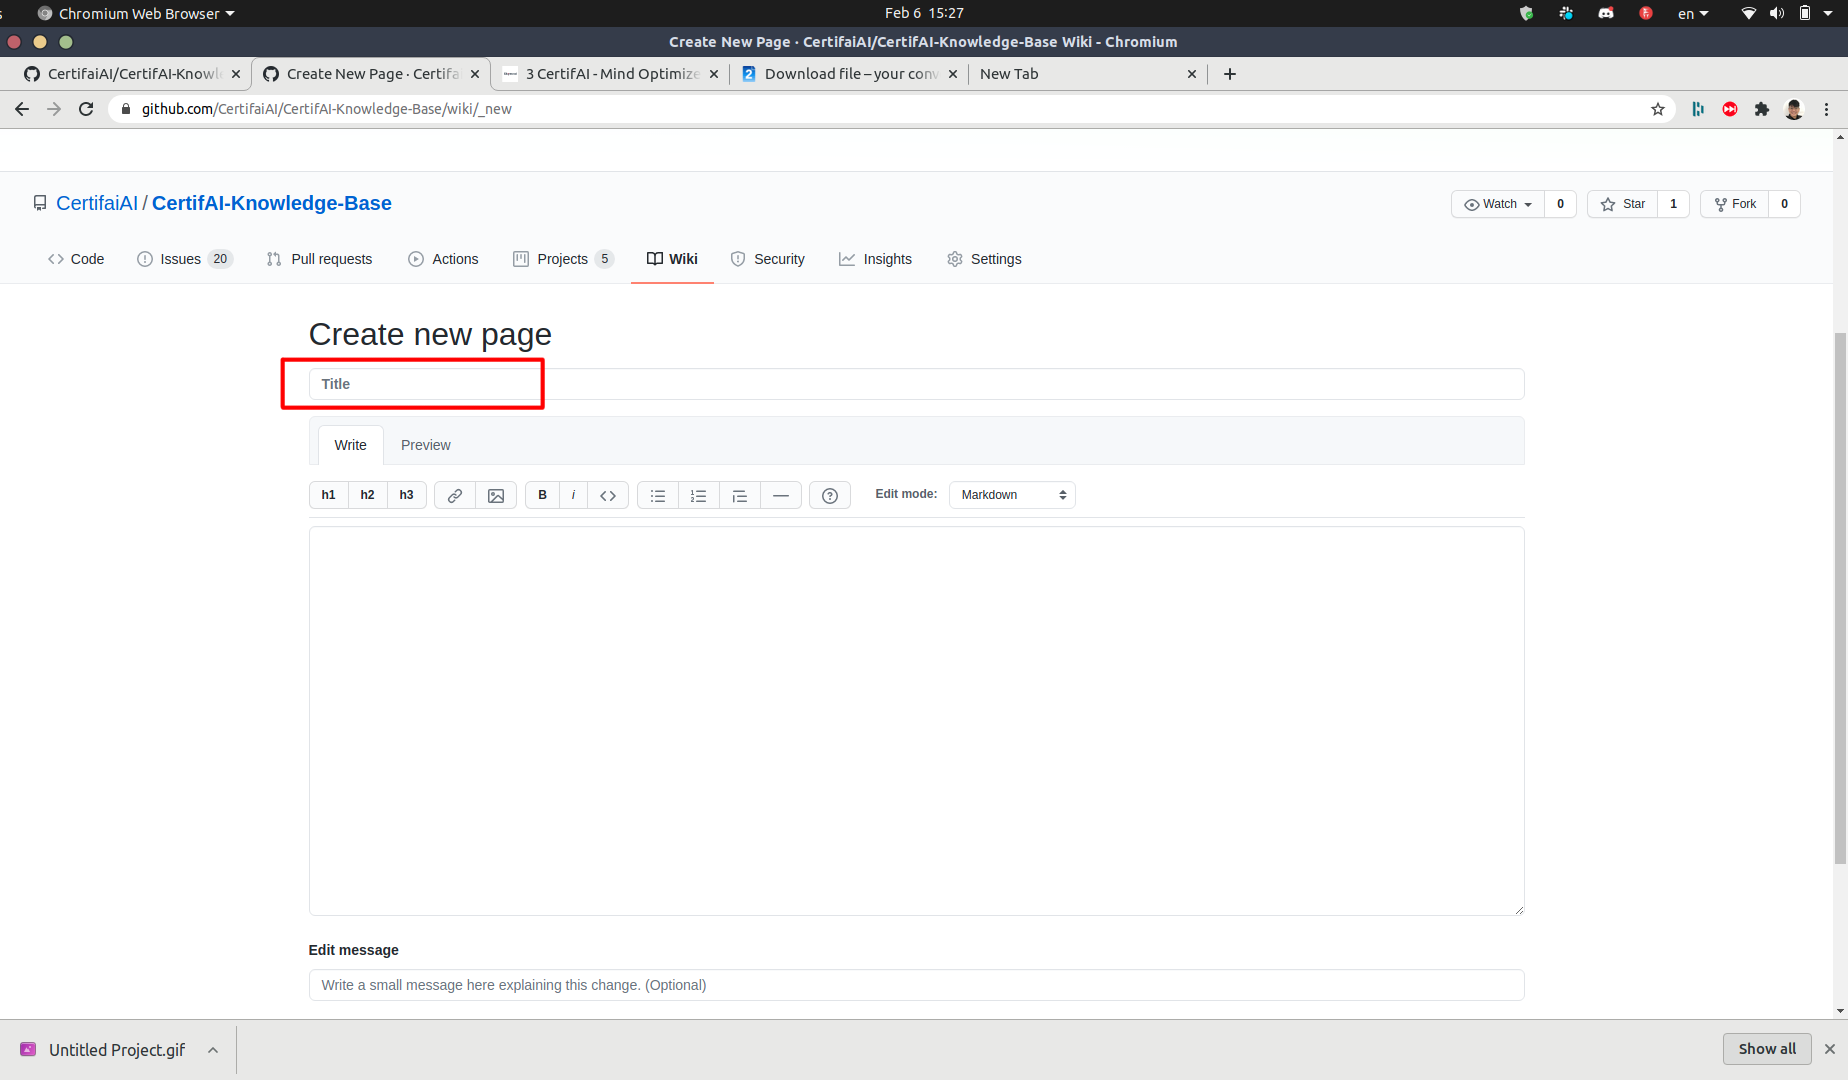 Chromium Web Browser
Feb 6 15:27
en
Create New Page · CertifaiAI/CertifAI-Knowledge-Base Wiki - Chromium
CertifaiAI/CertifAI-Knowl
Create New Page · Certifa
3 CertifAI - Mind Optimize
Download file – your conv
New Tab
github.com/CertifaiAI/CertifAI-Knowledge-Base/wiki/_new
CertifaiAI / CertifAI-Knowledge-Base
Watch 0
Star 1
Fork 0
Code
Issues 20
Pull requests
Actions
Projects 5
Wiki
Security
Insights
Settings
Create new page
Title
Write
Preview
h1 h2 h3
B i
Edit mode: Markdown
Edit message
Write a small message here explaining this change. (Optional)
Untitled Project.gif
Show all